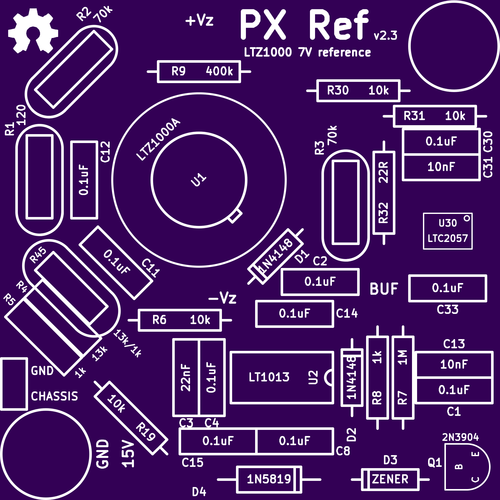 R2
70k
+Vz
PX Ref v2.3
LTZ1000 7V reference
R9 400k
R30 10k
R31 10k
R1
120
0.1uF
C12
LTZ1000A
U1
R3
70k
22R
R32
0.1uF
C30
10nF
C31
U30
LTC2057
R45
0.1uF
C11
1N4148
D1
C2
0.1uF
BUF
0.1uF
C33
R4
R5
13k/1k
13k
1k
−Vz
R6 10k
0.1uF
C14
GND
CHASSIS
22nF
0.1uF
C3
C4
LT1013
U2
1N4148
D2
1k
R8
1M
R7
C13
10nF
0.1uF
C1
10k
R19
GND
15V
0.1uF
C15
0.1uF
C8
2N3904
Q1
B
E
C
D4
1N5819
D3
ZENER